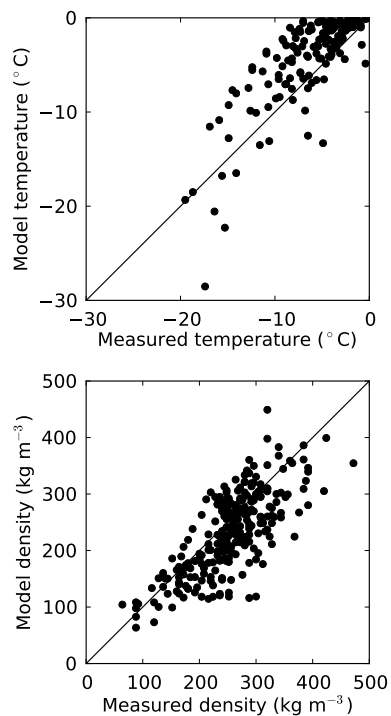 0
−10
−20
−30
−30 −20 −10 0
Model temperature (°C)
Measured temperature (°C)
500
400
300
200
100
0
0 100 200 300 400 500
Model density (kg m⁻³)
Measured density (kg m⁻³)